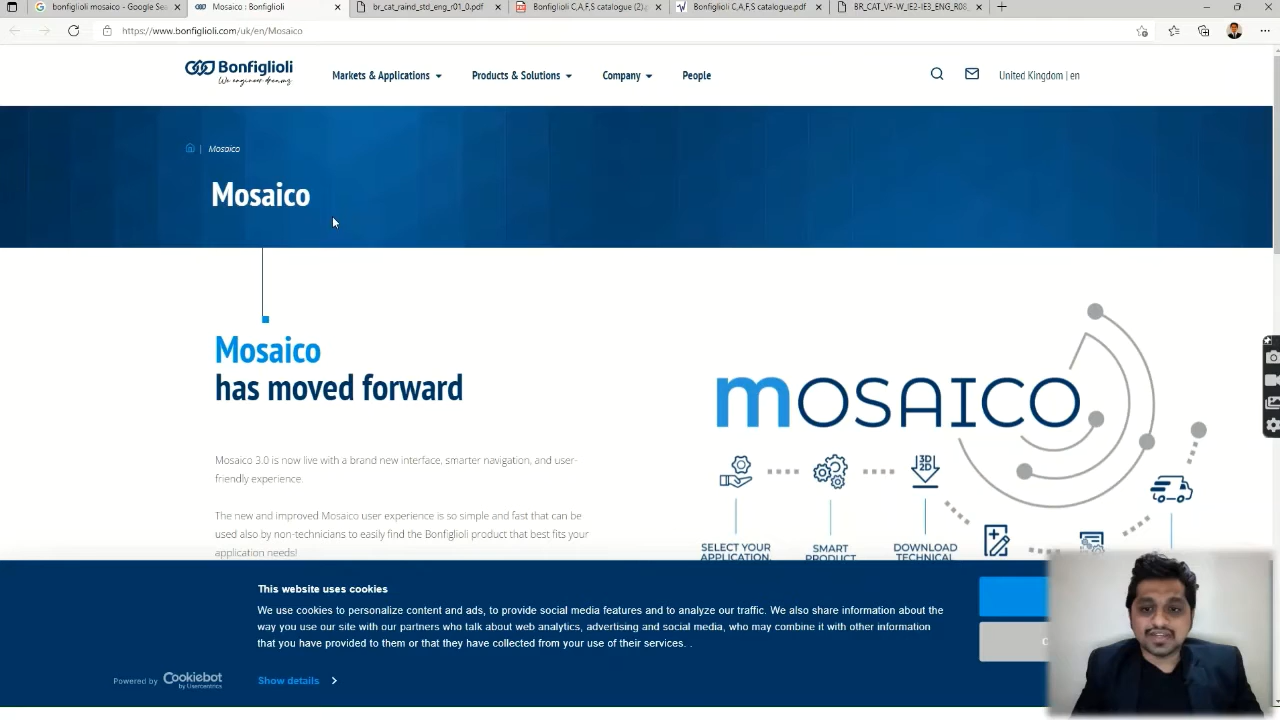 bonfiglioli mosaico - Google Sea
Mosaico : Bonfiglioli
br_cat_raind_std_eng_r01_0.pdf
Bonfiglioli C,A,F,S catalogue (2).p
Bonfiglioli C,A,F,S catalogue.pdf
BR_CAT_VF-W_IE2-IE3_ENG_R08
https://www.bonfiglioli.com/uk/en/Mosaico
Bonfiglioli
We engineer dreams
Markets & Applications
Products & Solutions
Company
People
United Kingdom | en
| Mosaico
Mosaico
Mosaico
has moved forward
Mosaico 3.0 is now live with a brand new interface, smarter navigation, and user-
friendly experience.
The new and improved Mosaico user experience is so simple and fast that can be
used also by non-technicians to easily find the Bonfiglioli product that best fits your
application needs!
mOSAICO
3D
2D
SELECT YOUR
APPLICATION,
SMART
PRODUCT
DOWNLOAD
TECHNICAL
This website uses cookies
We use cookies to personalize content and ads, to provide social media features and to analyze our traffic. We also share information about the
way you use our site with our partners who talk about web analytics, advertising and social media, who may combine it with other information
that you have provided to them or that they have collected from your use of their services. .
Powered by Cookiebot
by Usercentrics
Show details